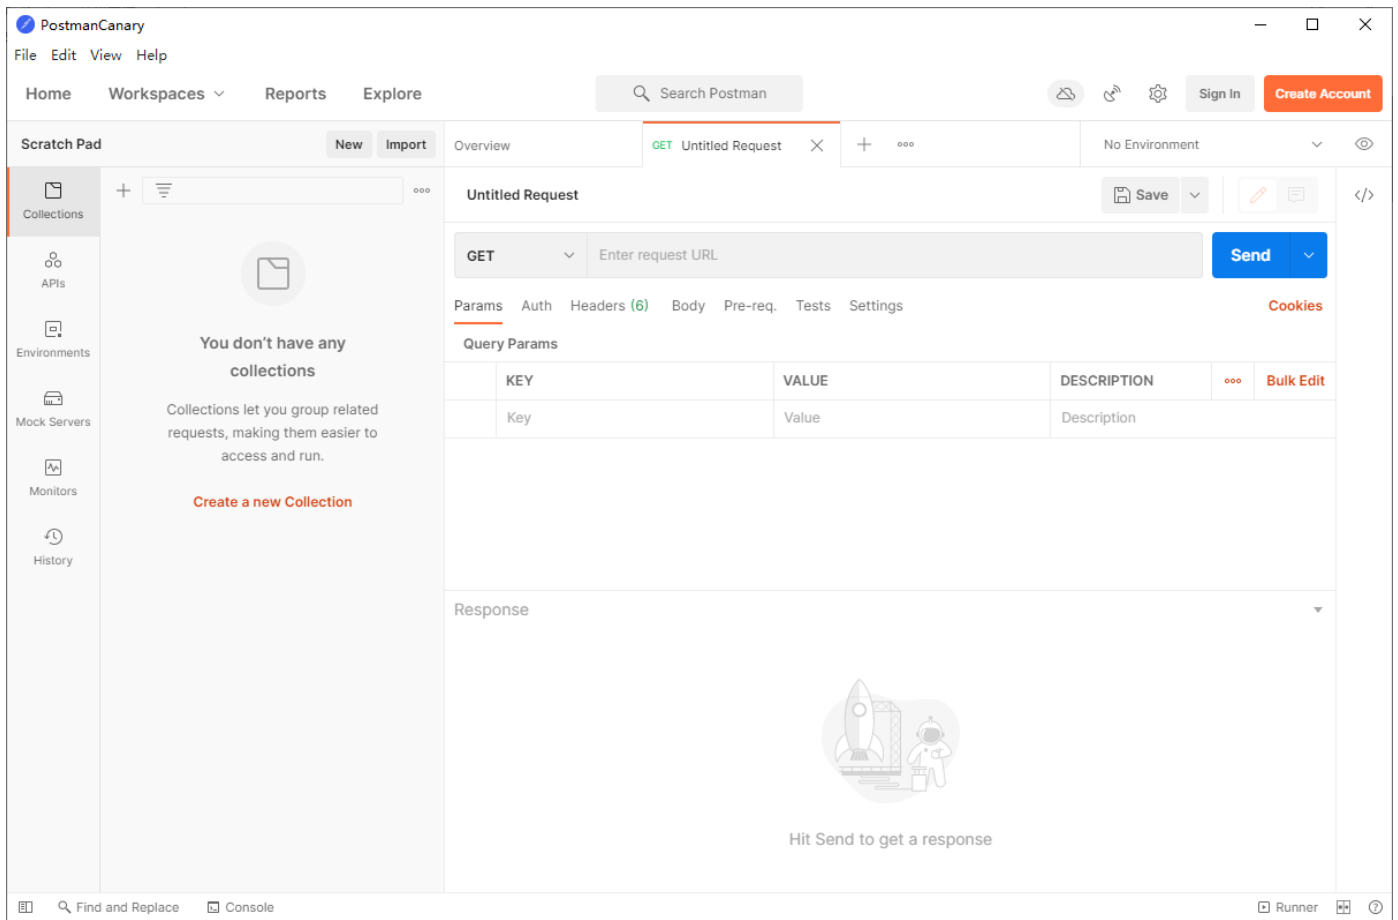 PostmanCanary
File Edit View Help
Home Workspaces Reports Explore Search Postman Sign In Create Account
Scratch Pad New Import Overview GET Untitled Request No Environment
Collections
APIs
Environments
Mock Servers
Monitors
History
You don’t have any
collections
Collections let you group related
requests, making them easier to
access and run.
Create a new Collection
Untitled Request Save
GET Enter request URL Send
Params Auth Headers (6) Body Pre-req. Tests Settings Cookies
Query Params
KEY VALUE DESCRIPTION Bulk Edit
Key Value Description
Response
Hit Send to get a response
Find and Replace Console Runner